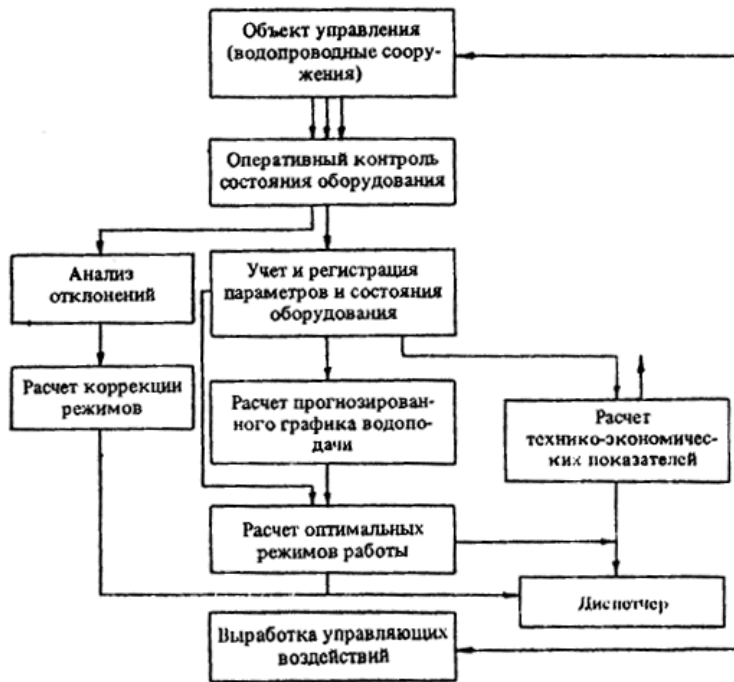 Объект управления
(водопроводные соору-
жения)
Оперативный контроль
состояния оборудования
Анализ
отклонений
Учет и регистрация
параметров и состояния
оборудования
Расчет коррекции
режимов
Расчет прогнозирован-
ного графика водопо-
дачи
Расчет
технико-экономичес-
ких показателей
Расчет оптимальных
режимов работы
Диспотчер
Выработка управляющих
воздействий